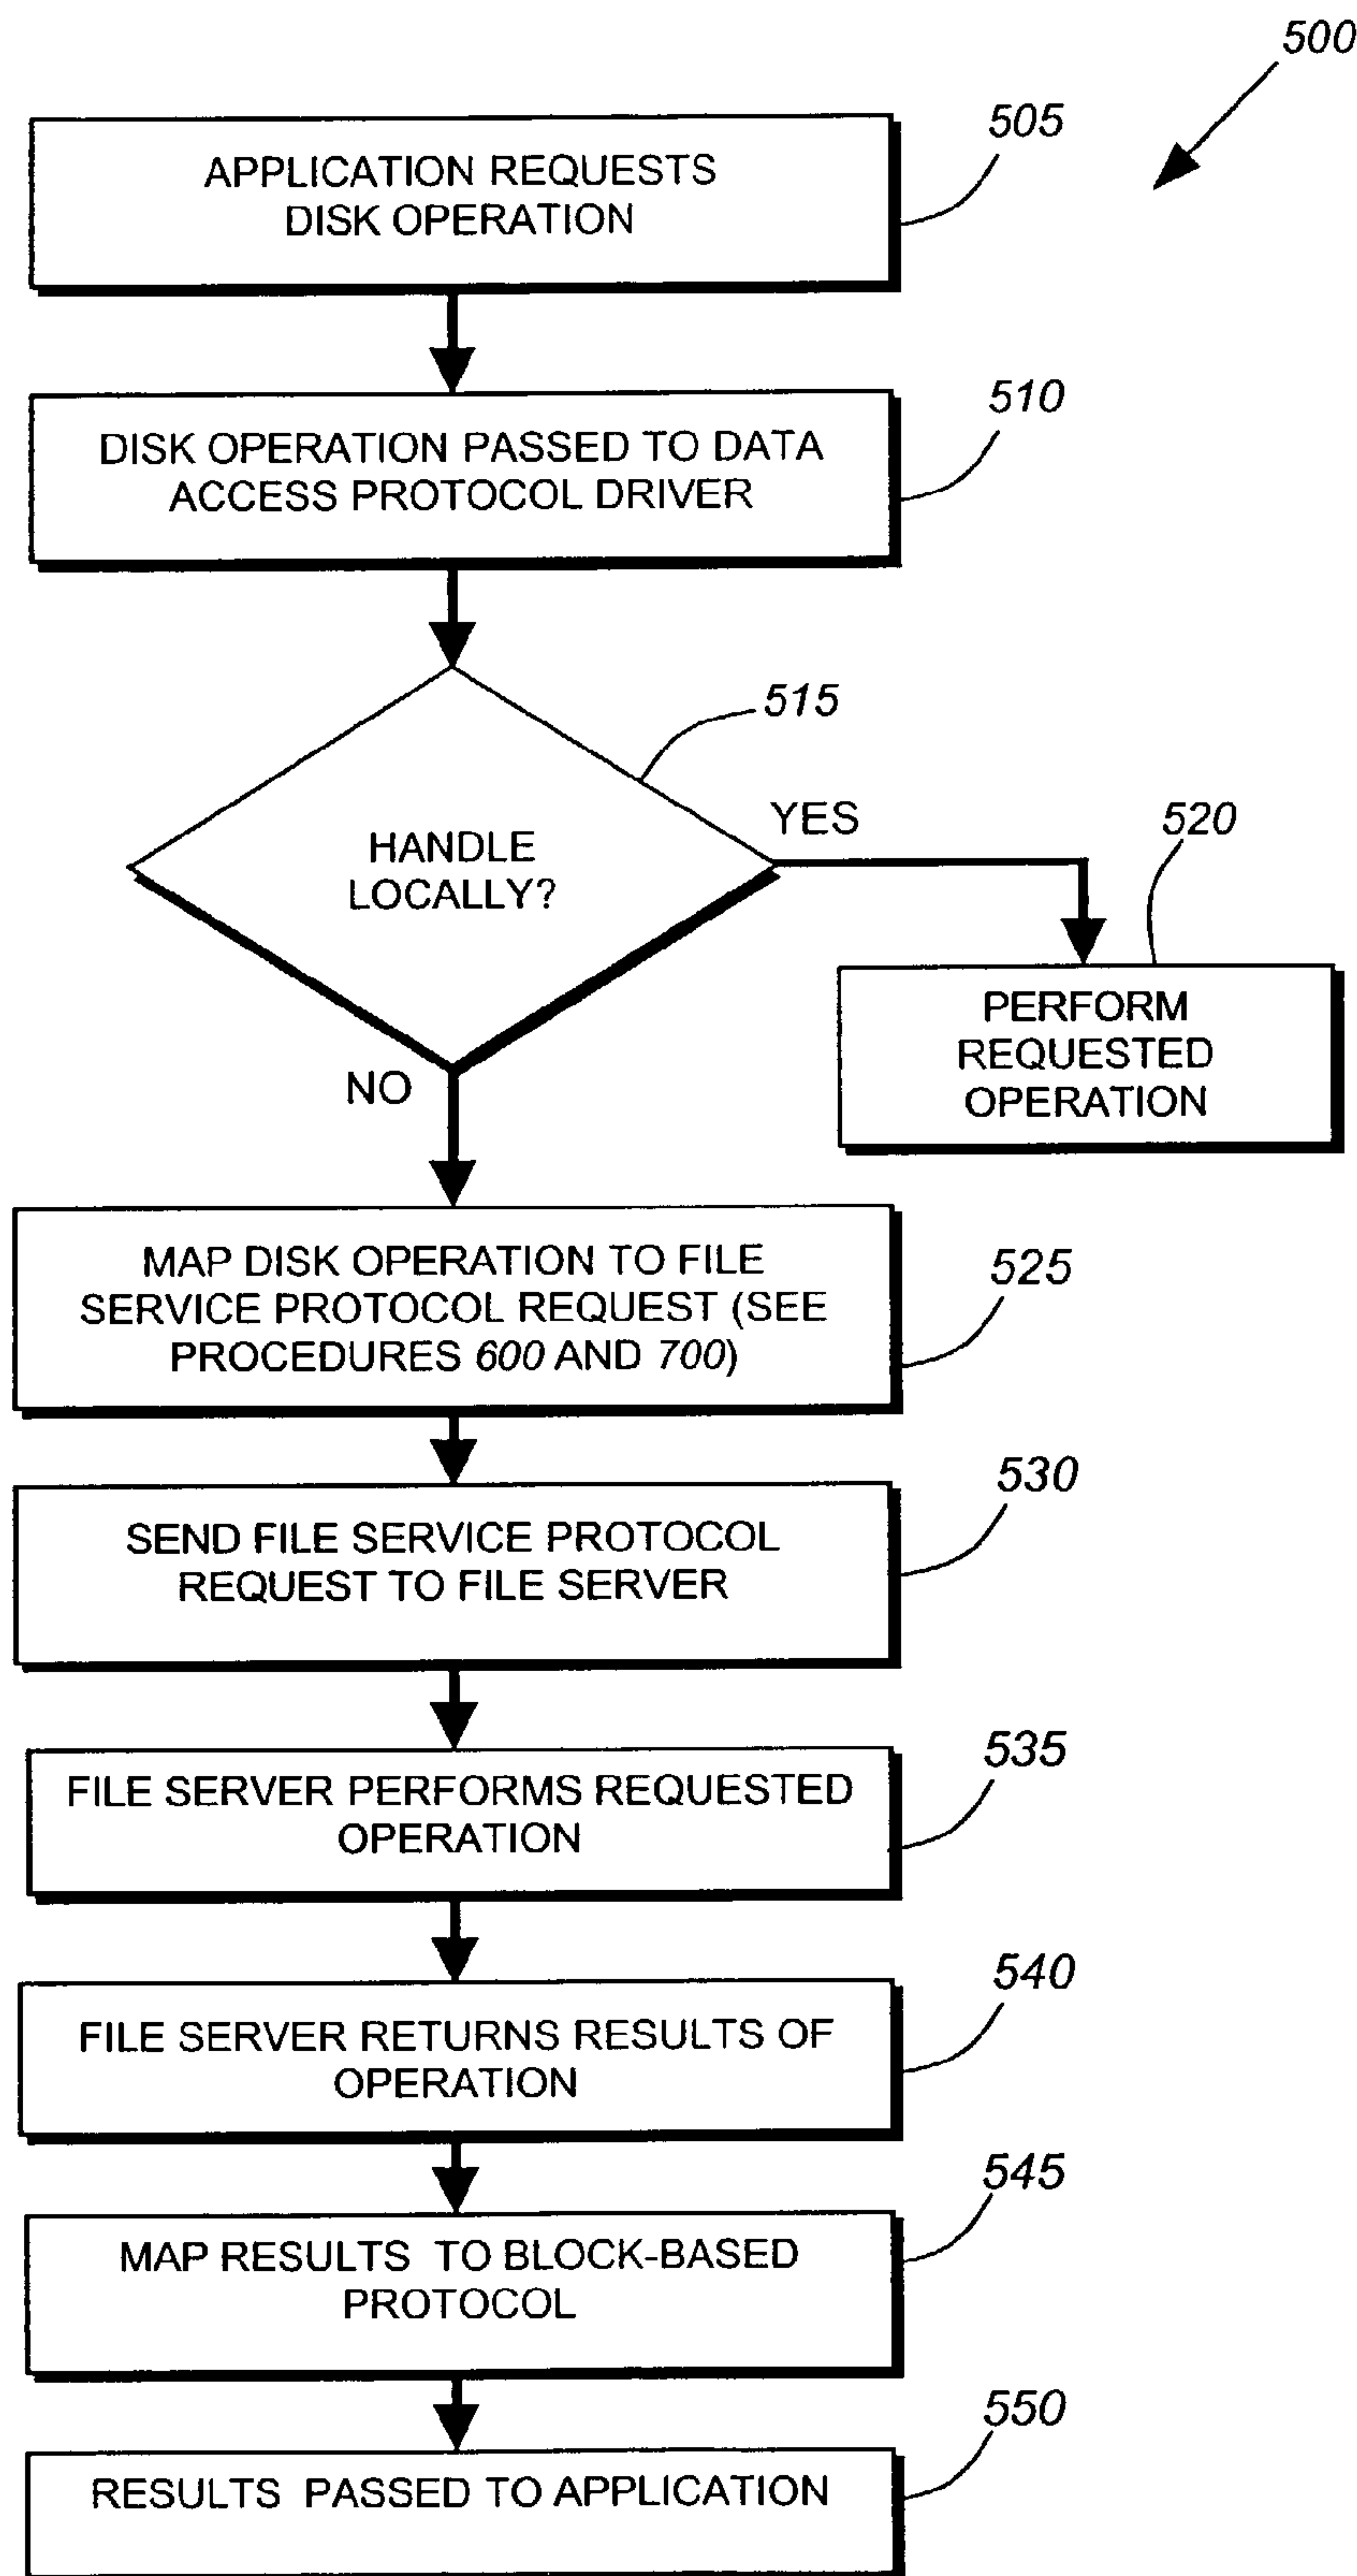 500
505
APPLICATION REQUESTS
DISK OPERATION
510
DISK OPERATION PASSED TO DATA
ACCESS PROTOCOL DRIVER
515
HANDLE
LOCALLY?
YES
520
PERFORM
REQUESTED
OPERATION
NO
525
MAP DISK OPERATION TO FILE
SERVICE PROTOCOL REQUEST (SEE
PROCEDURES 600 AND 700)
530
SEND FILE SERVICE PROTOCOL
REQUEST TO FILE SERVER
535
FILE SERVER PERFORMS REQUESTED
OPERATION
540
FILE SERVER RETURNS RESULTS OF
OPERATION
545
MAP RESULTS TO BLOCK-BASED
PROTOCOL
550
RESULTS PASSED TO APPLICATION